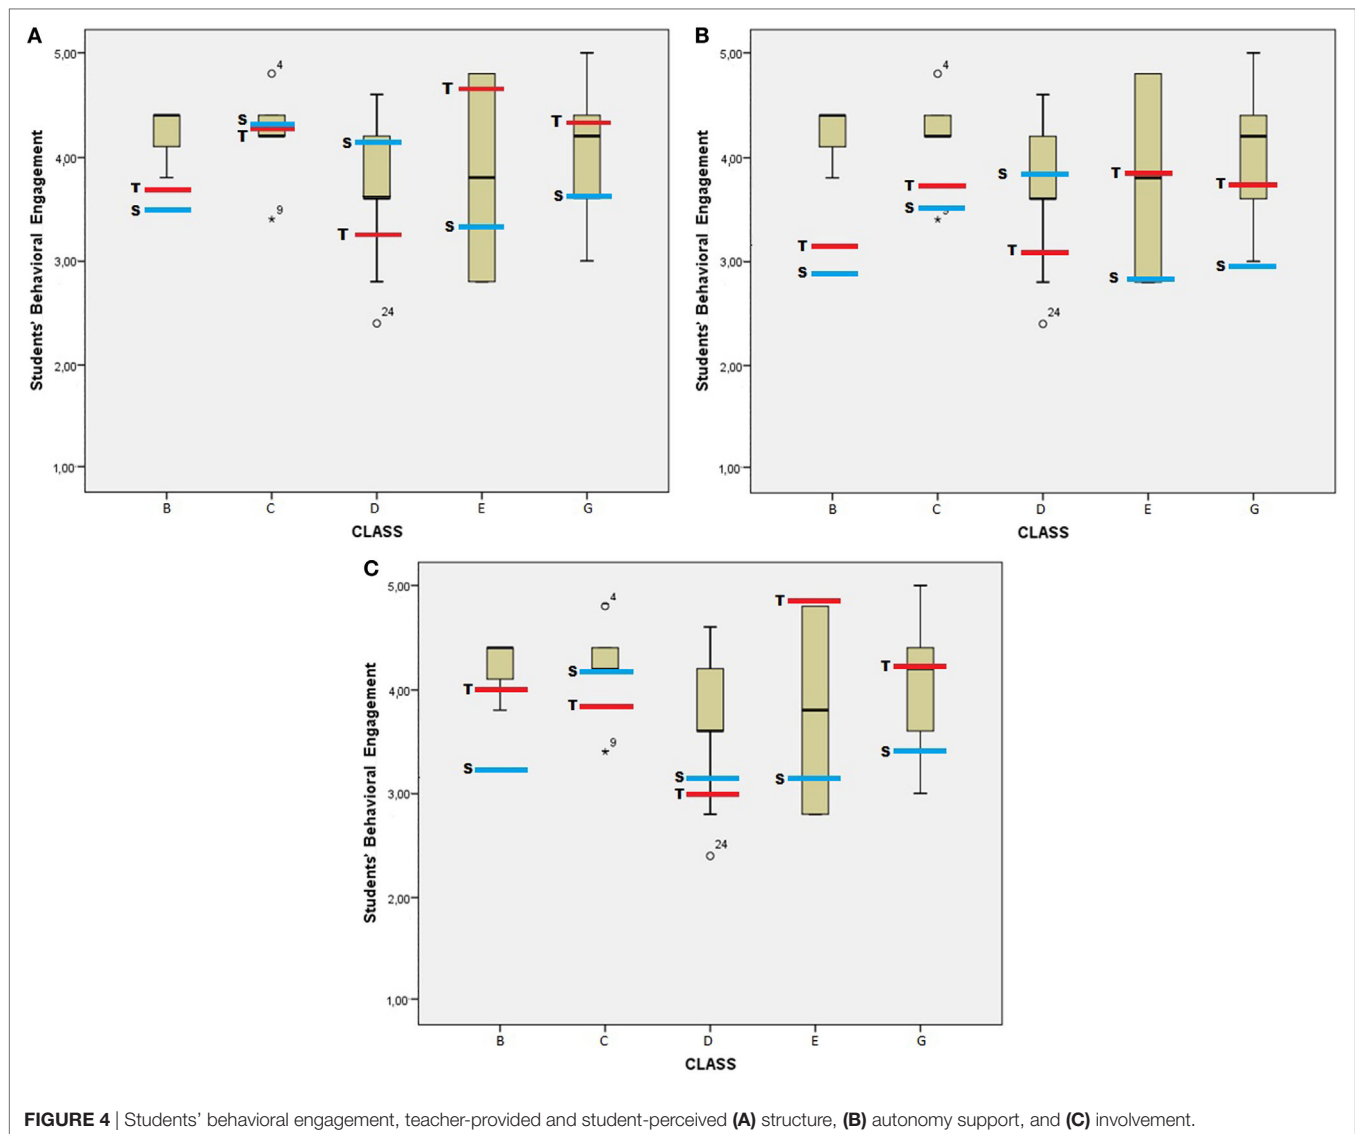 A
5,00
4,00
3,00
2,00
1,00
Students' Behavioral Engagement
T
S
S
T
4
9
S
T
24
T
S
T
S
B
C
D
E
G
CLASS
B
5,00
4,00
3,00
2,00
1,00
Students' Behavioral Engagement
T
S
4
T
S
9
S
T
24
T
S
T
S
B
C
D
E
G
CLASS
C
5,00
4,00
3,00
2,00
1,00
Students' Behavioral Engagement
T
S
4
S
T
9
S
T
24
T
S
T
S
B
C
D
E
G
CLASS
FIGURE 4 | Students' behavioral engagement, teacher-provided and student-perceived (A) structure, (B) autonomy support, and (C) involvement.